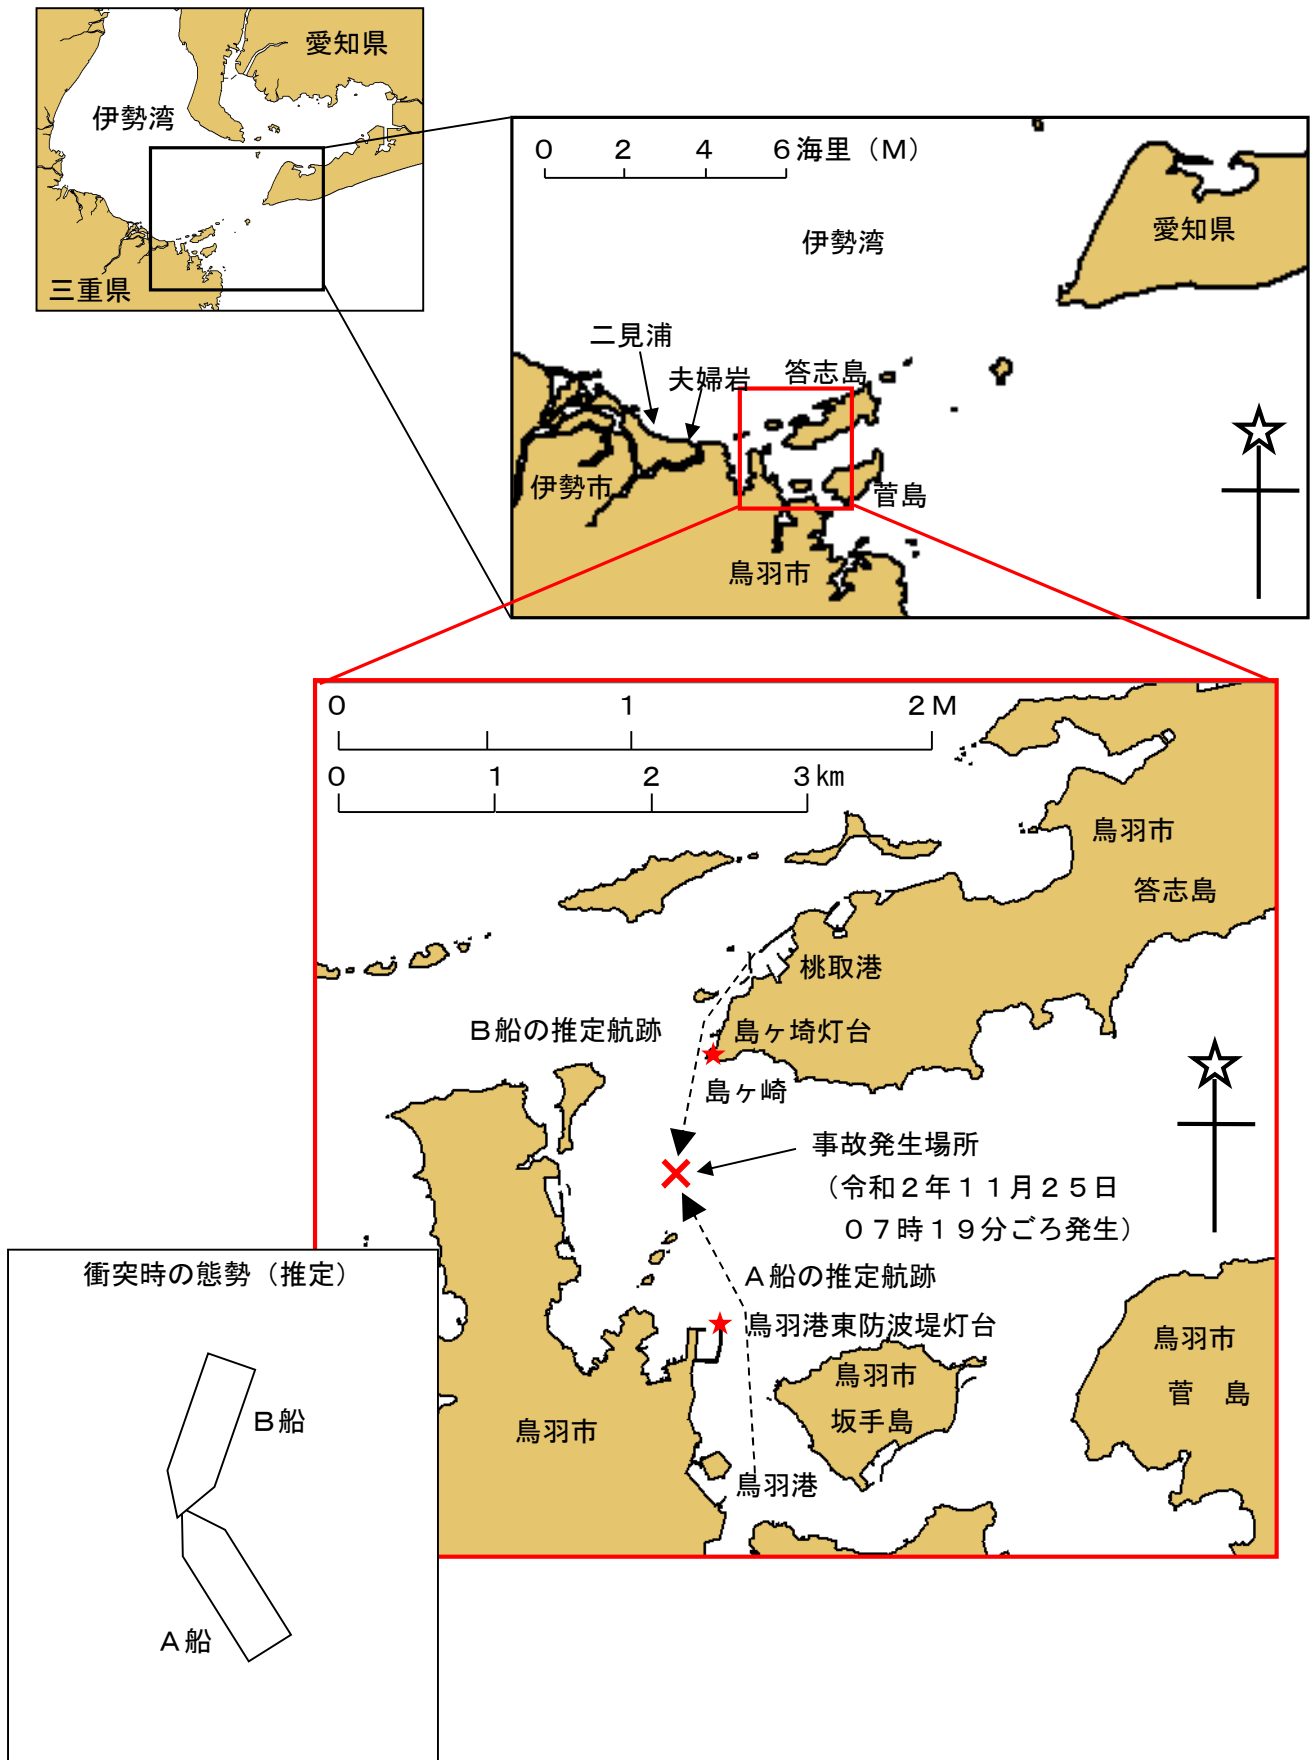 愛知県
伊勢湾
三重県
0 2 4 6海里（M）
伊勢湾
愛知県
二見浦
夫婦岩
答志島
伊勢市
菅島
鳥羽市
0 1 2M
0 1 2 3㎞
鳥羽市
答志島
桃取港
B船の推定航跡
島ヶ埼灯台
島ヶ崎
事故発生場所
（令和２年１１月２５日
０７時１９分ごろ発生）
A船の推定航跡
鳥羽港東防波堤灯台
鳥羽市
坂手島
鳥羽市
菅　島
鳥羽市
鳥羽港
衝突時の態勢（推定）
B船
A船